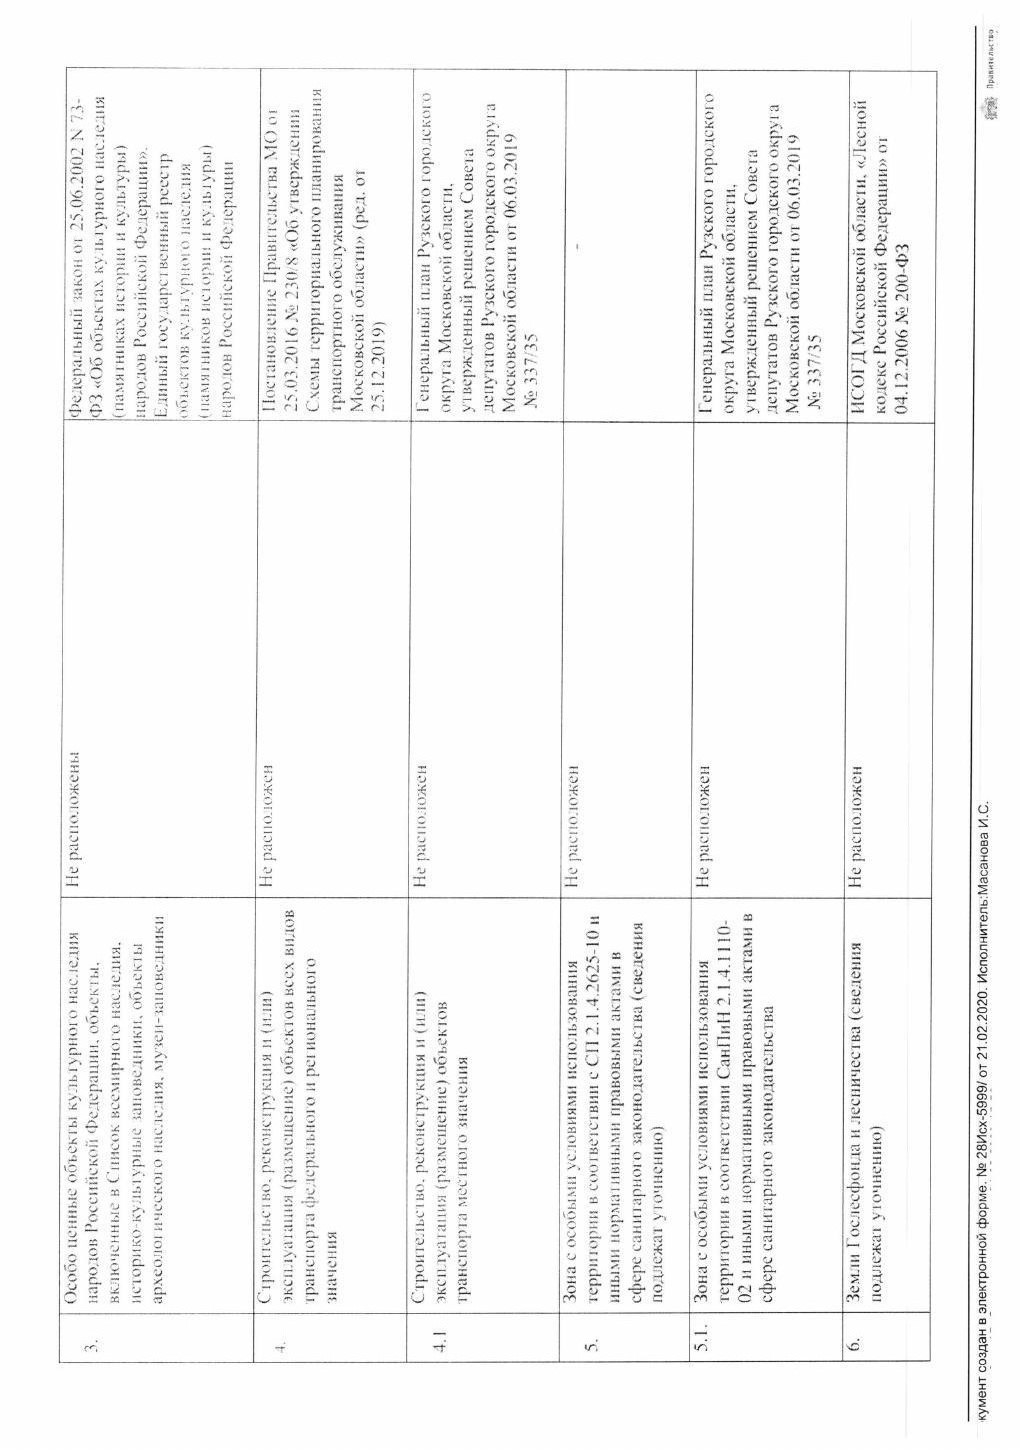 3.
Особо ценные объекты культурного наследия
народов Российской Федерации, объекты,
включенные в Список всемирного наследия,
историко-культурные заповедники, объекты
археологического наследия, музеи-заповедники
Не расположены
Федеральный закон от 25.06.2002 N 73-
ФЗ «Об объектах культурного наследия
(памятниках истории и культуры)
народов Российской Федерации».
Единый государственный реестр
объектов культурного наследия
(памятников истории и культуры)
народов Российской Федерации
4.
Строительство, реконструкция и (или)
эксплуатация (размещение) объектов всех видов
транспорта федерального и регионального
значения
Не расположен
Постановление Правительства МО от
25.03.2016 № 230/8 «Об утверждении
Схемы территориального планирования
транспортного обслуживания
Московской области» (ред. от
25.12.2019)
4.1
Строительство, реконструкция и (или)
эксплуатация (размещение) объектов
транспорта местного значения
Не расположен
Генеральный план Рузского городского
округа Московской области,
утвержденный решением Совета
депутатов Рузского городского округа
Московской области от 06.03.2019
№ 337/35
5.
Зона с особыми условиями использования
территории в соответствии с СП 2.1.4.2625-10 и
иными нормативными правовыми актами в
сфере санитарного законодательства (сведения
подлежат уточнению)
Не расположен
–
5.1.
Зона с особыми условиями использования
территории в соответствии СанПиН 2.1.4.1110-
02 и иными нормативными правовыми актами в
сфере санитарного законодательства
Не расположен
Генеральный план Рузского городского
округа Московской области,
утвержденный решением Совета
депутатов Рузского городского округа
Московской области от 06.03.2019
№ 337/35
6.
Земли Гослесфонда и лесничества (сведения
подлежат уточнению)
Не расположен
ИСОГД Московской области, «Лесной
кодекс Российской Федерации» от
04.12.2006 № 200-ФЗ
кумент создан в электронной форме. № 28Исх-5999/ от 21.02.2020. Исполнитель:Масанова И.С.
Правительство